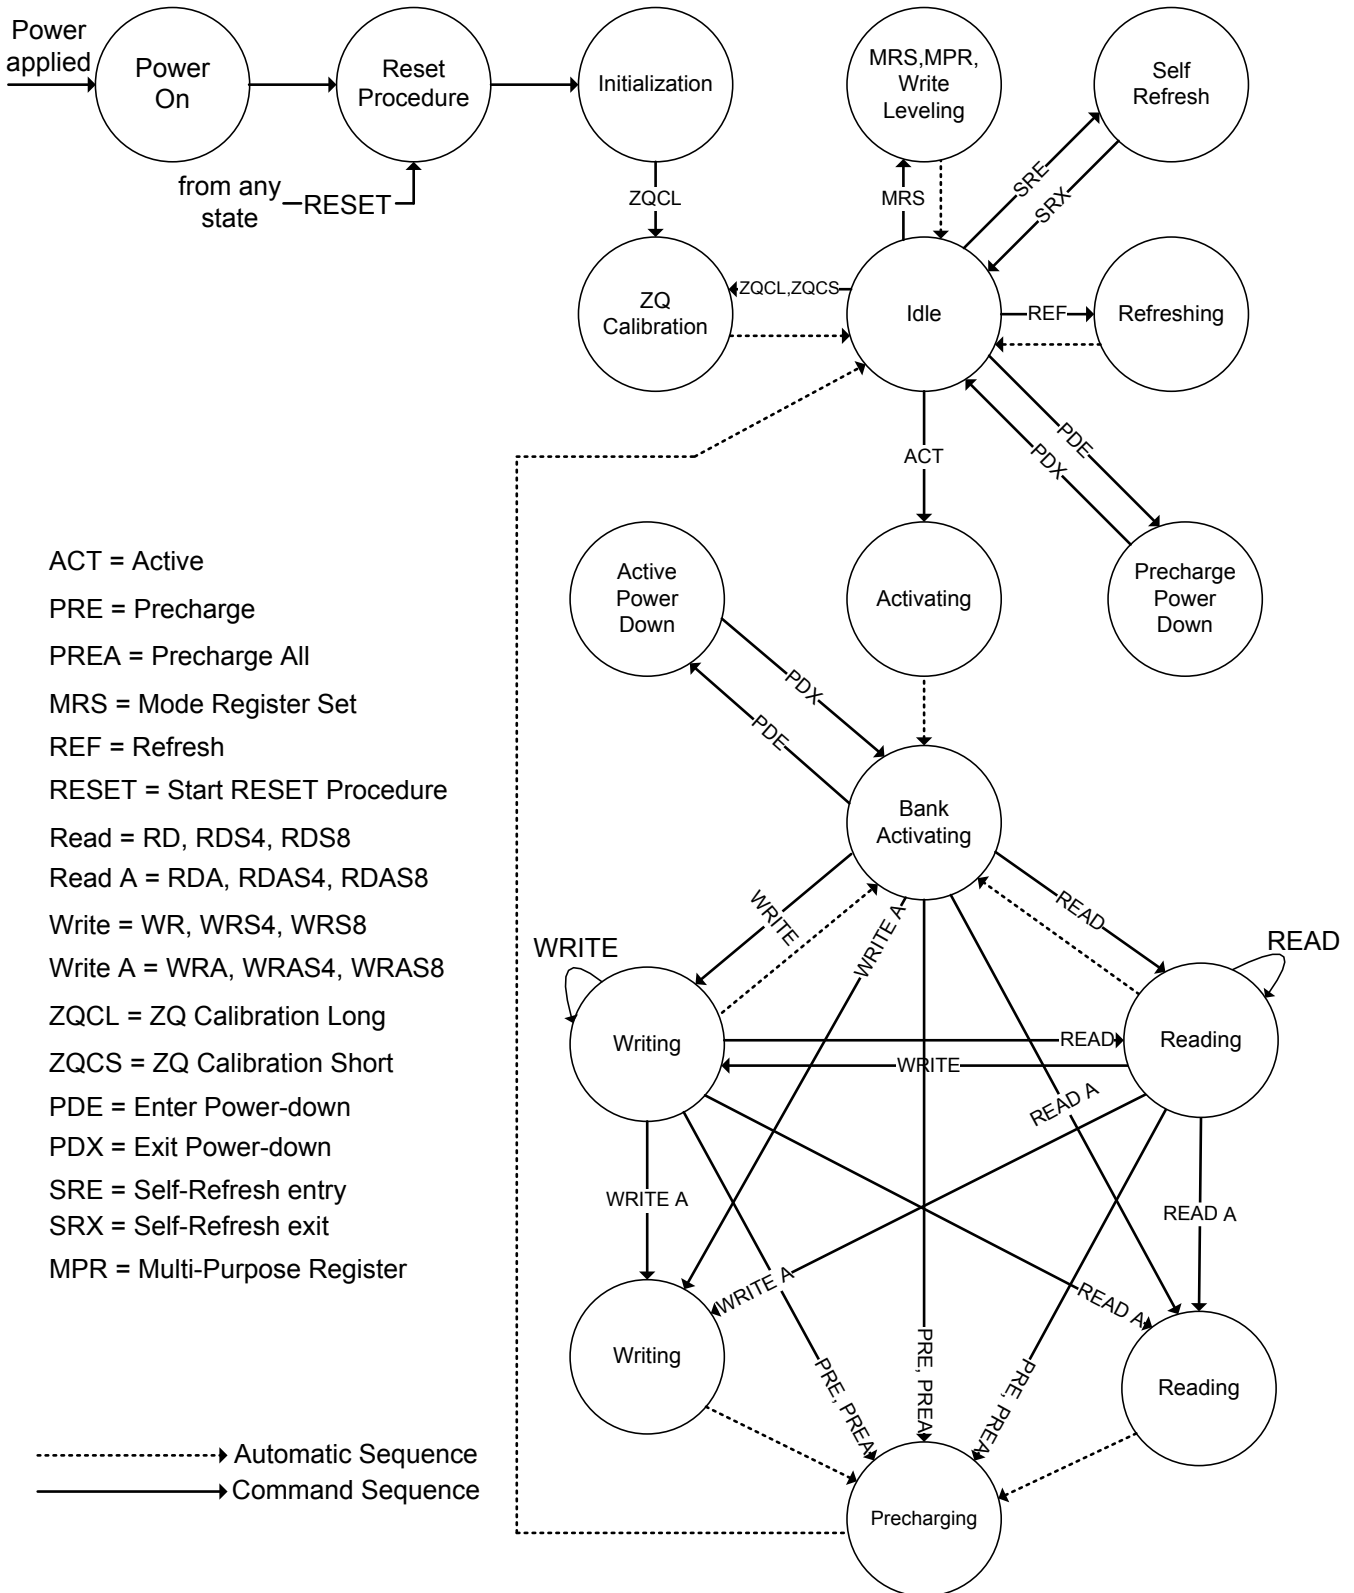 Power
applied
Power
On
Reset
Procedure
Initialization
MRS,MPR,
Write
Leveling
Self
Refresh
from any
state
RESET
ZQCL
MRS
SRE
SRX
ZQ
Calibration
ZQCL,ZQCS
Idle
REF
Refreshing
ACT
PDE
PDX
Active
Power
Down
Activating
Precharge
Power
Down
PDX
PDE
Bank
Activating
WRITE
WRITE A
READ
WRITE
READ
Writing
READ
WRITE
Reading
READ A
WRITE A
READ A
WRITE A
READ A
Writing
PRE, PREA
PRE, PREA
PRE, PREA
Reading
Precharging
ACT = Active
PRE = Precharge
PREA = Precharge All
MRS = Mode Register Set
REF = Refresh
RESET = Start RESET Procedure
Read = RD, RDS4, RDS8
Read A = RDA, RDAS4, RDAS8
Write = WR, WRS4, WRS8
Write A = WRA, WRAS4, WRAS8
ZQCL = ZQ Calibration Long
ZQCS = ZQ Calibration Short
PDE = Enter Power-down
PDX = Exit Power-down
SRE = Self-Refresh entry
SRX = Self-Refresh exit
MPR = Multi-Purpose Register
Automatic Sequence
Command Sequence